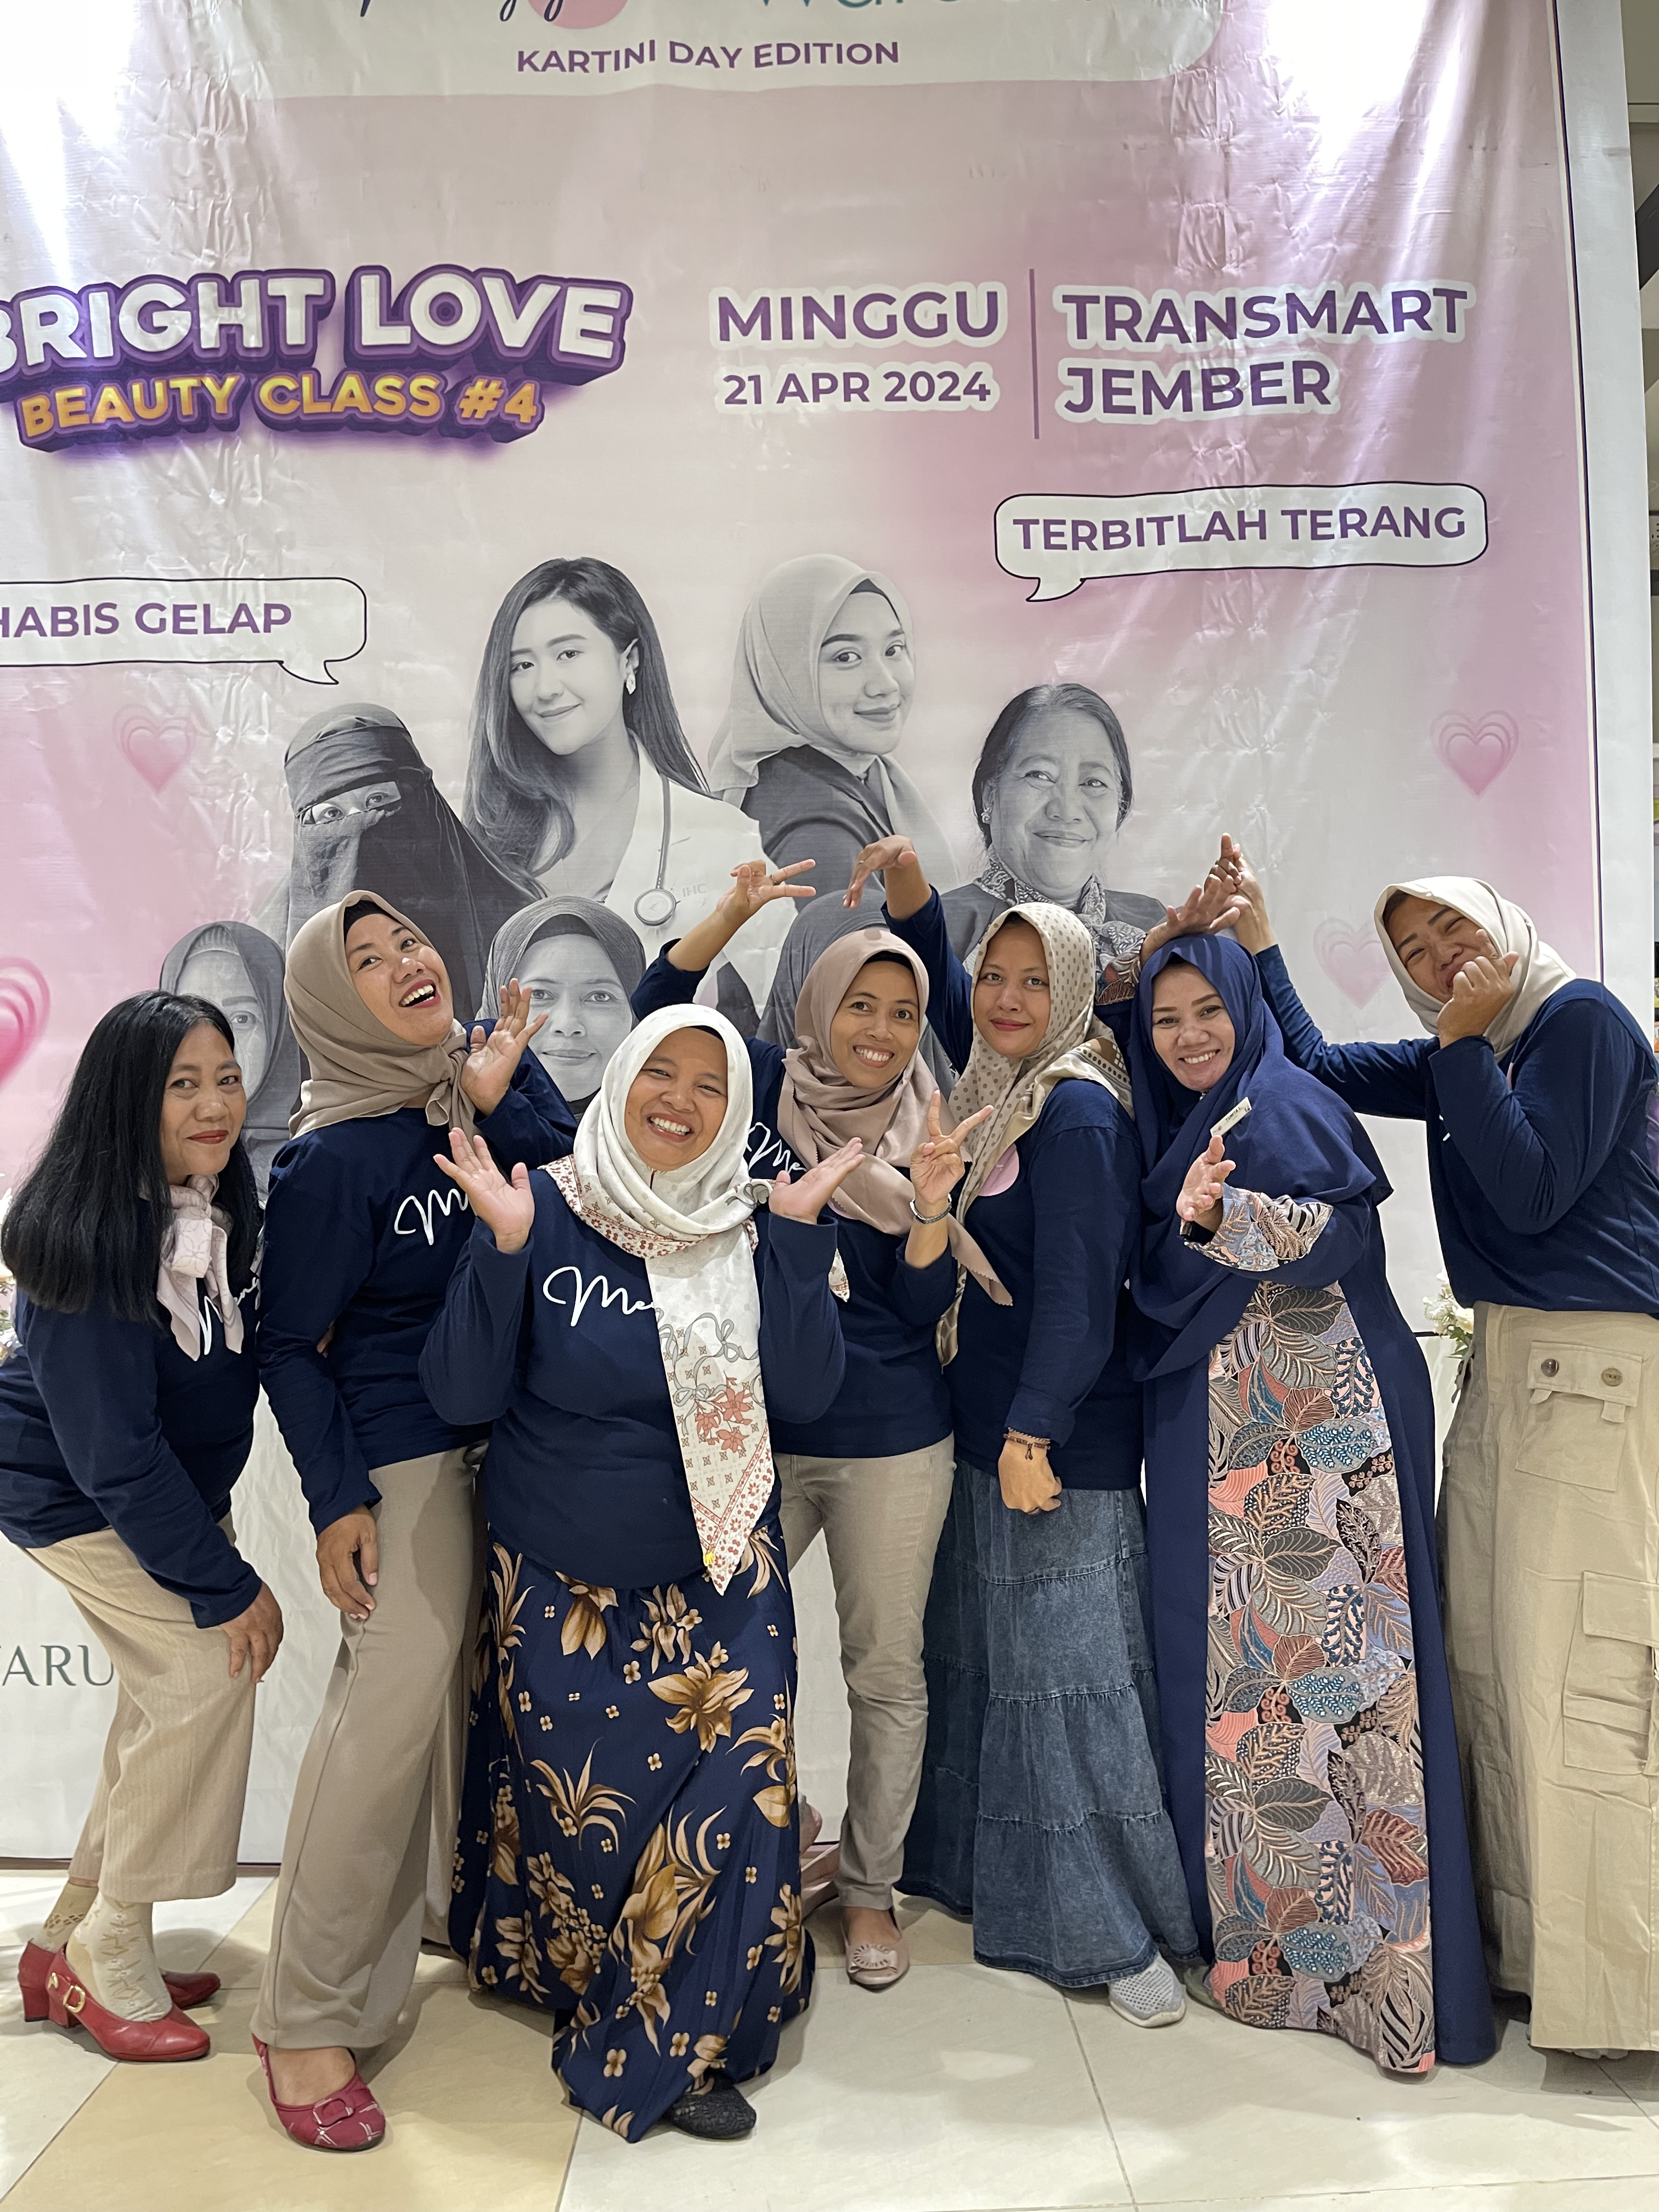 KARTINI DAY EDITION
BRIGHT LOVE
BEAUTY CLASS #4
MINGGU
21 APR 2024
TRANSMART
JEMBER
TERBITLAH TERANG
HABIS GELAP